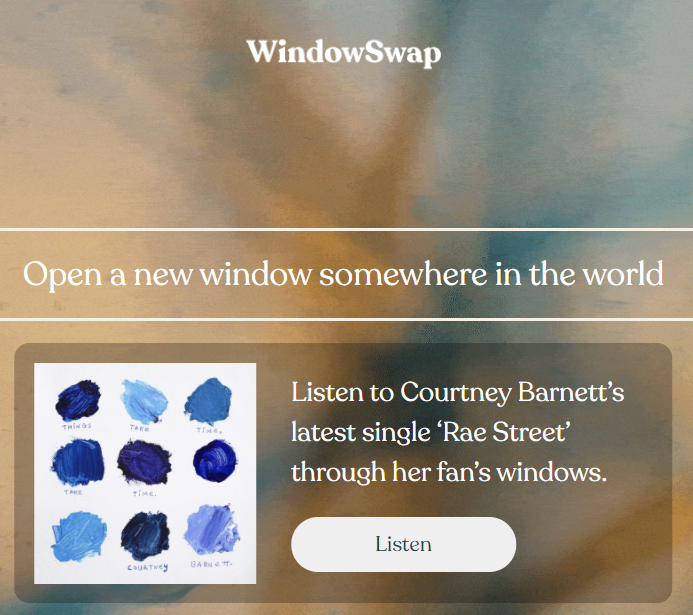 WindowSwap
Open a new window somewhere in the world
Listen to Courtney Barnett’s
latest single ‘Rae Street’
through her fan’s windows.
Listen
THINGS TAKE TIME,
TAKE TIME.
COURTNEY BARNETT.